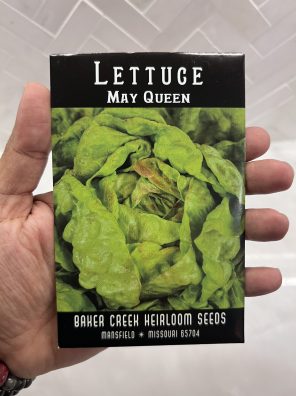 Lettuce
May Queen
Baker Creek Heirloom Seeds
Mansfield * Missouri 65704